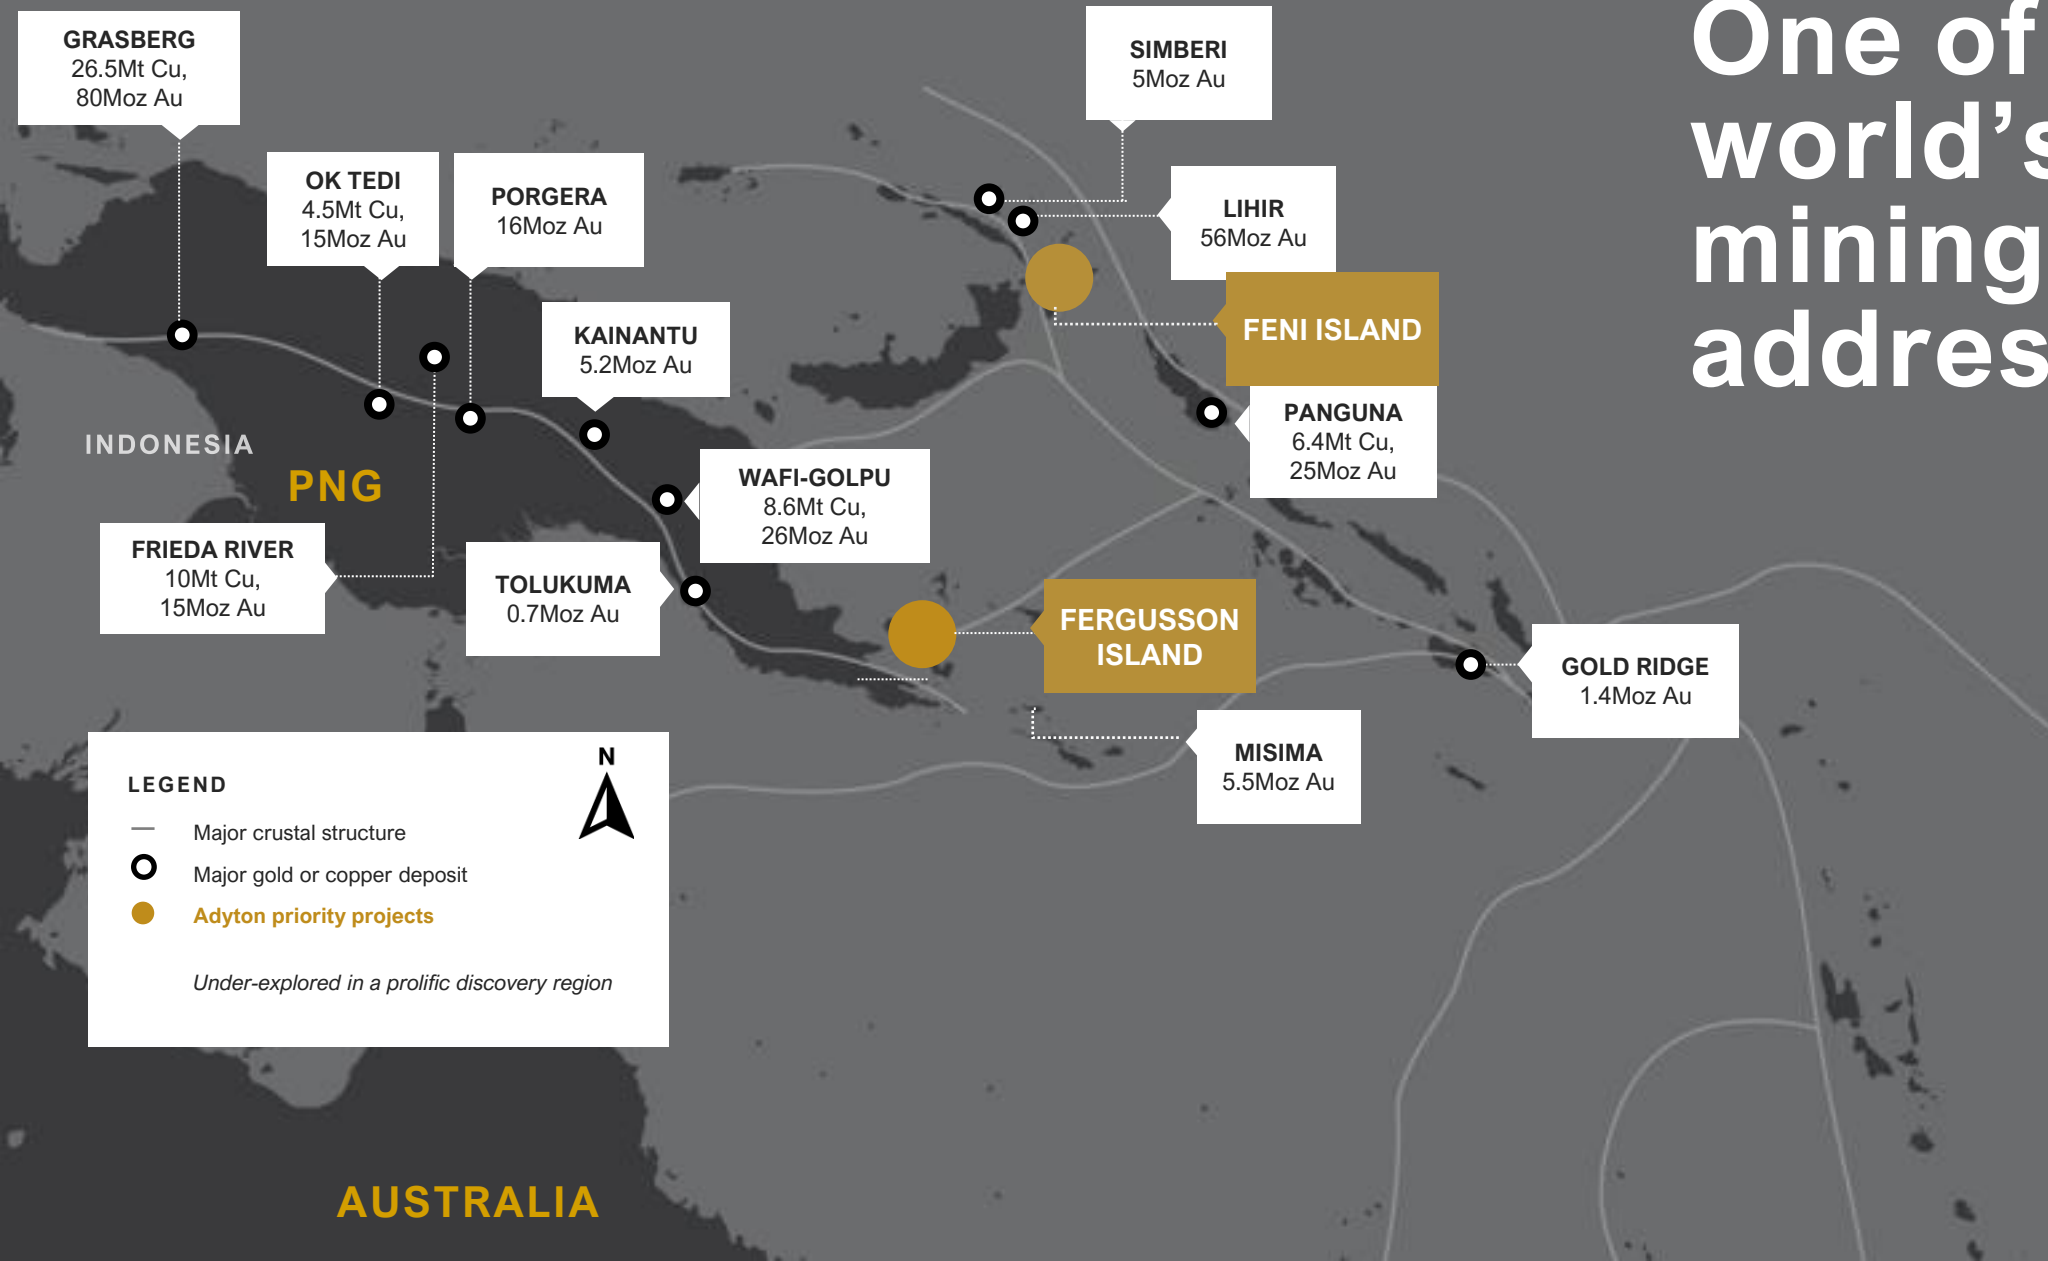 One of
world's
mining
addres
GRASBERG
26.5Mt Cu,
80Moz Au
SIMBERI
5Moz Au
OK TEDI
4.5Mt Cu,
15Moz Au
PORGERA
16Moz Au
LIHIR
56Moz Au
KAINANTU
5.2Moz Au
FENI ISLAND
PANGUNA
6.4Mt Cu,
25Moz Au
INDONESIA
PNG
WAFI-GOLPU
8.6Mt Cu,
26Moz Au
FRIEDA RIVER
10Mt Cu,
15Moz Au
TOLUKUMA
0.7Moz Au
FERGUSSON
ISLAND
GOLD RIDGE
1.4Moz Au
MISIMA
5.5Moz Au
N
LEGEND
Major crustal structure
Major gold or copper deposit
Adyton priority projects
Under-explored in a prolific discovery region
AUSTRALIA